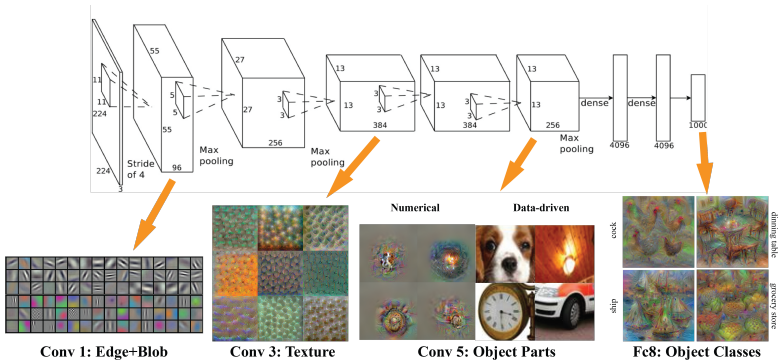 55
27
13
13
13
11
5
3
3
3
11
5
27
3
13
3
13
3
13
dense
dense
224
55
384
384
256
1000
256
Max
pooling
4096
4096
Max
pooling
Max
pooling
Stride
of 4
96
224
3
Numerical
Data-driven
cock
dinning table
ship
grocery store
Conv 1: Edge+Blob
Conv 3: Texture
Conv 5: Object Parts
Fc8: Object Classes